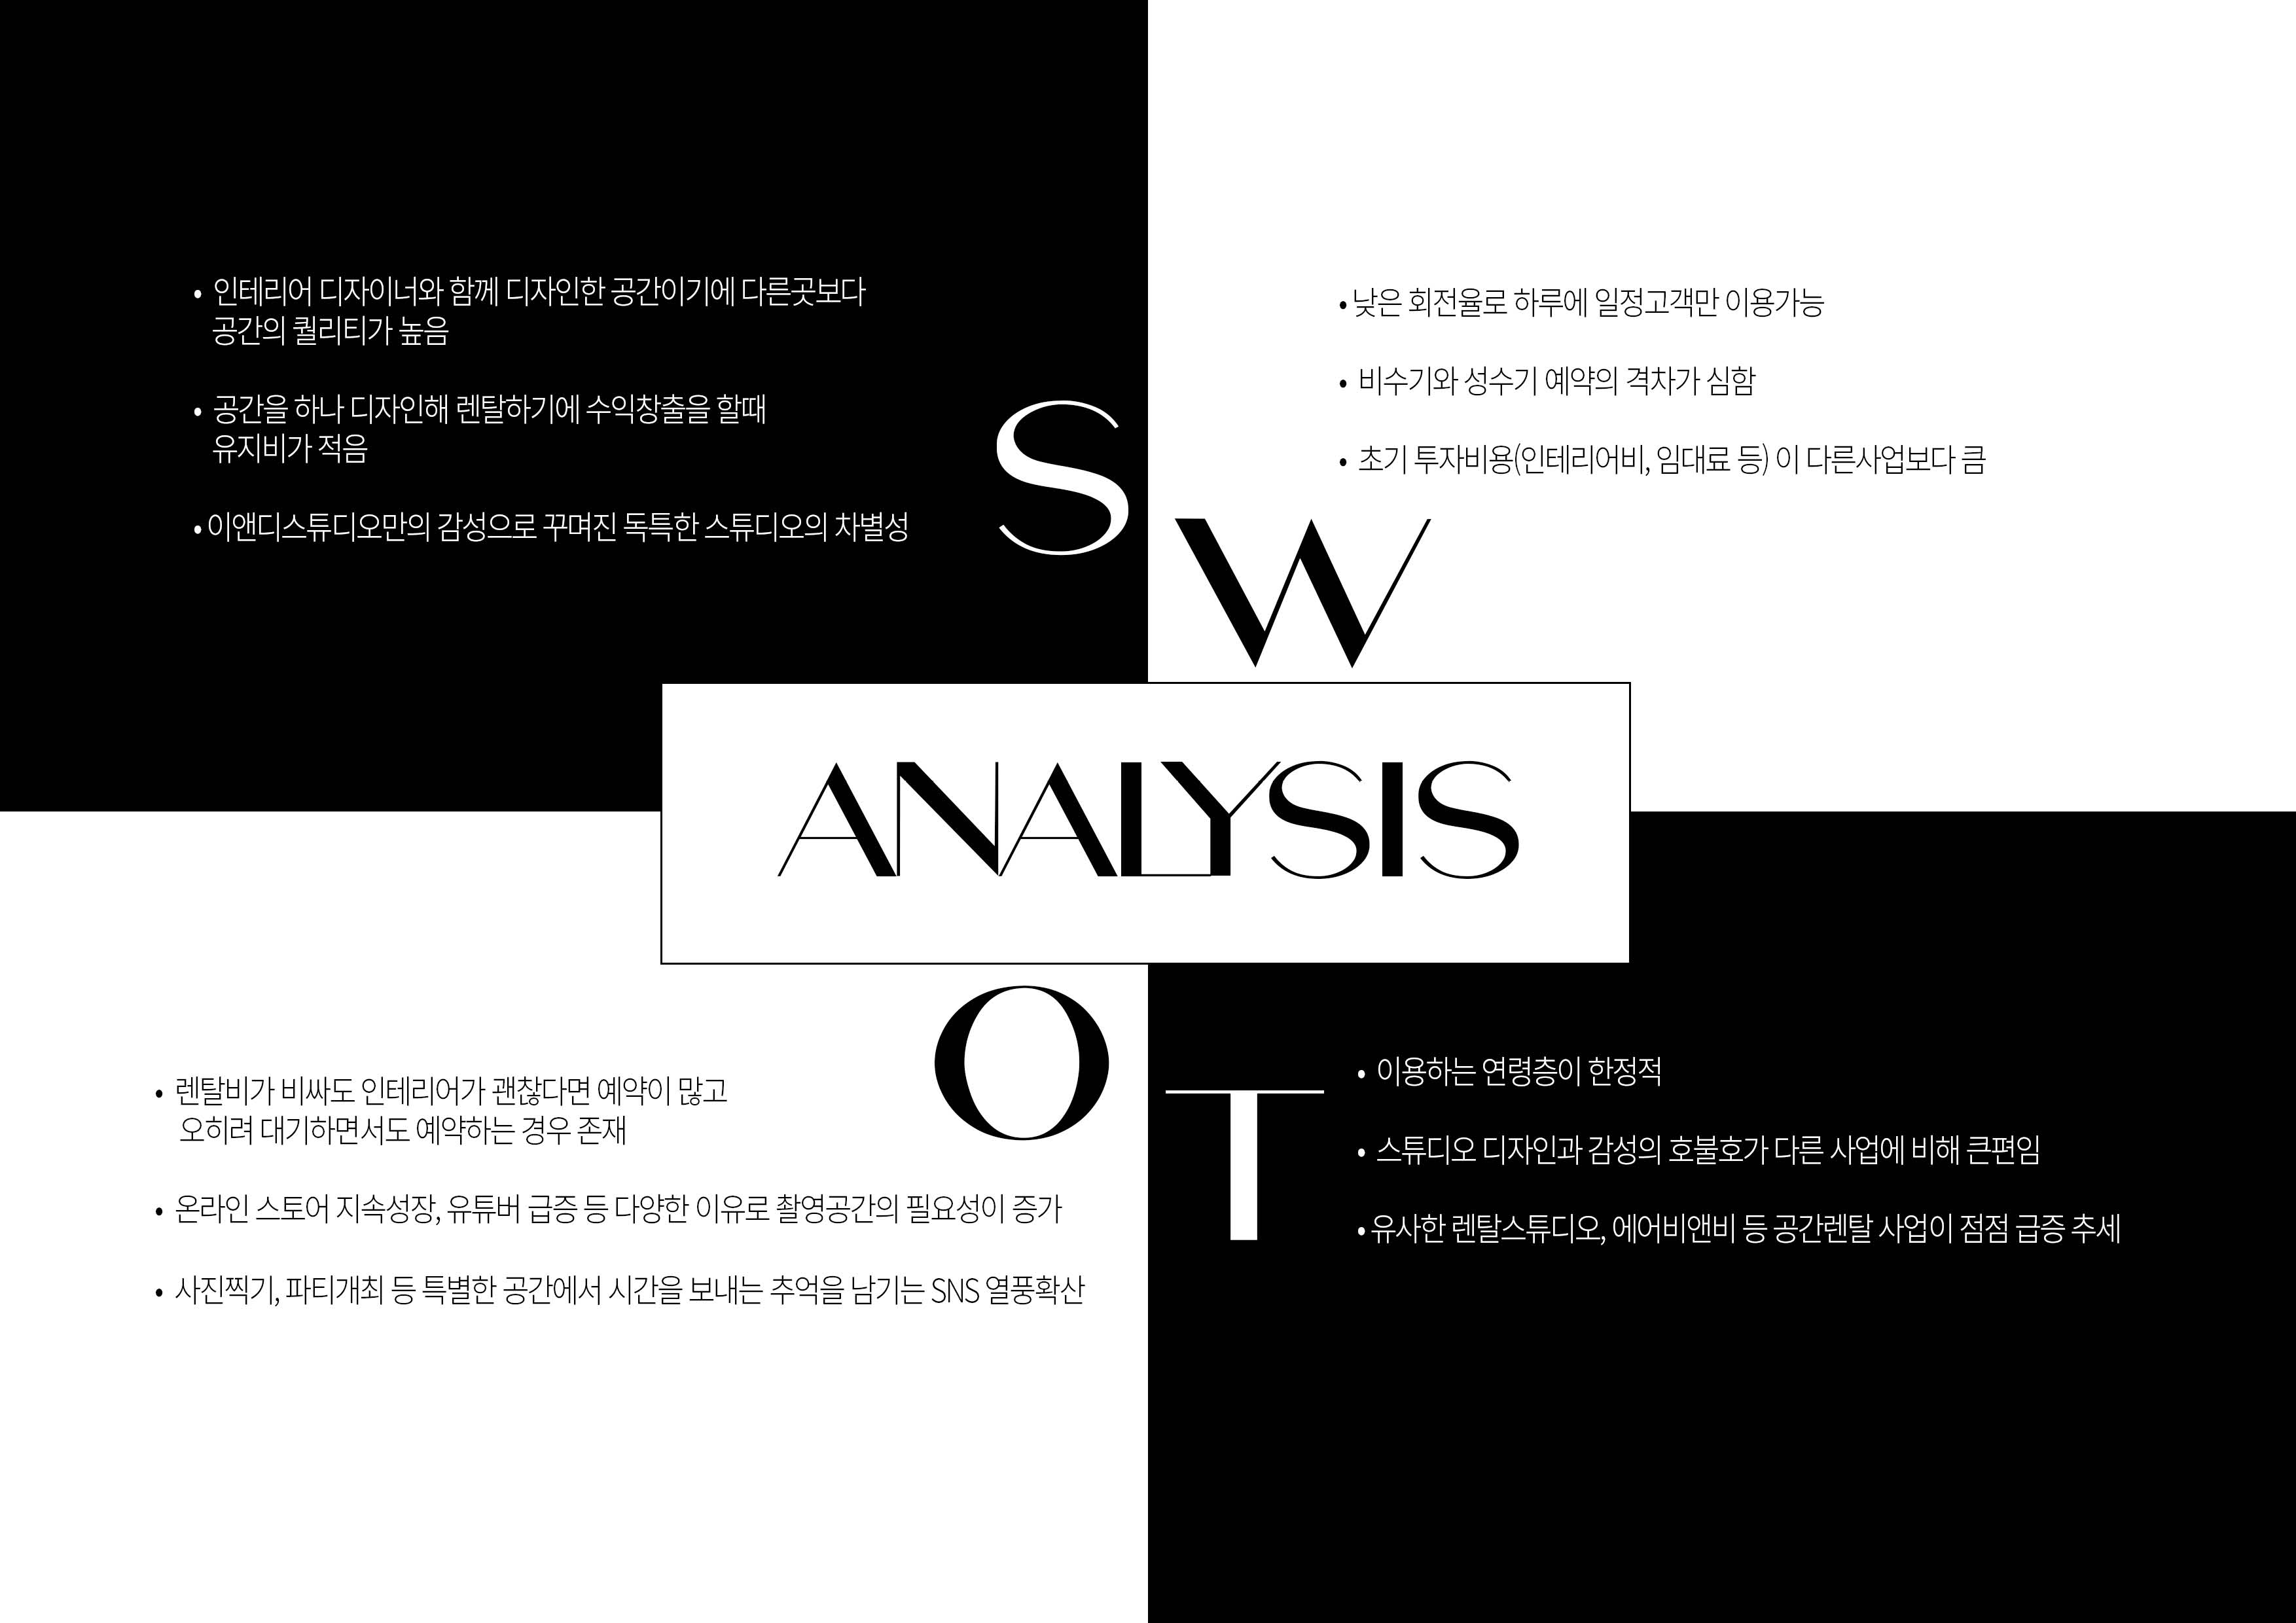 • 인테리어 디자이너와 함께 디자인한 공간이기에 다른곳보다
공간의 퀄리티가 높음
• 공간을 하나 디자인해 렌탈하기에 수익창출을 할때
유지비가 적음
• 이앤디스튜디오만의 감성으로 꾸며진 독특한 스튜디오의 차별성
S
• 낮은 회전율로 하루에 일정고객만 이용가능
• 비수기와 성수기 예약의 격차가 심함
• 초기 투자비용(인테리어비, 임대료 등) 이 다른사업보다 큼
W
ANALYSIS
O
• 렌탈비가 비싸도 인테리어가 괜찮다면 예약이 많고
오히려 대기하면서도 예약하는 경우 존재
• 온라인 스토어 지속성장, 유튜버 급증 등 다양한 이유로 촬영공간의 필요성이 증가
• 사진찍기, 파티개최 등 특별한 공간에서 시간을 보내는 추억을 남기는 SNS 열풍확산
T
• 이용하는 연령층이 한정적
• 스튜디오 디자인과 감성의 호불호가 다른 사업에 비해 큰편임
• 유사한 렌탈스튜디오, 에어비앤비 등 공간렌탈 사업이 점점 급증 추세